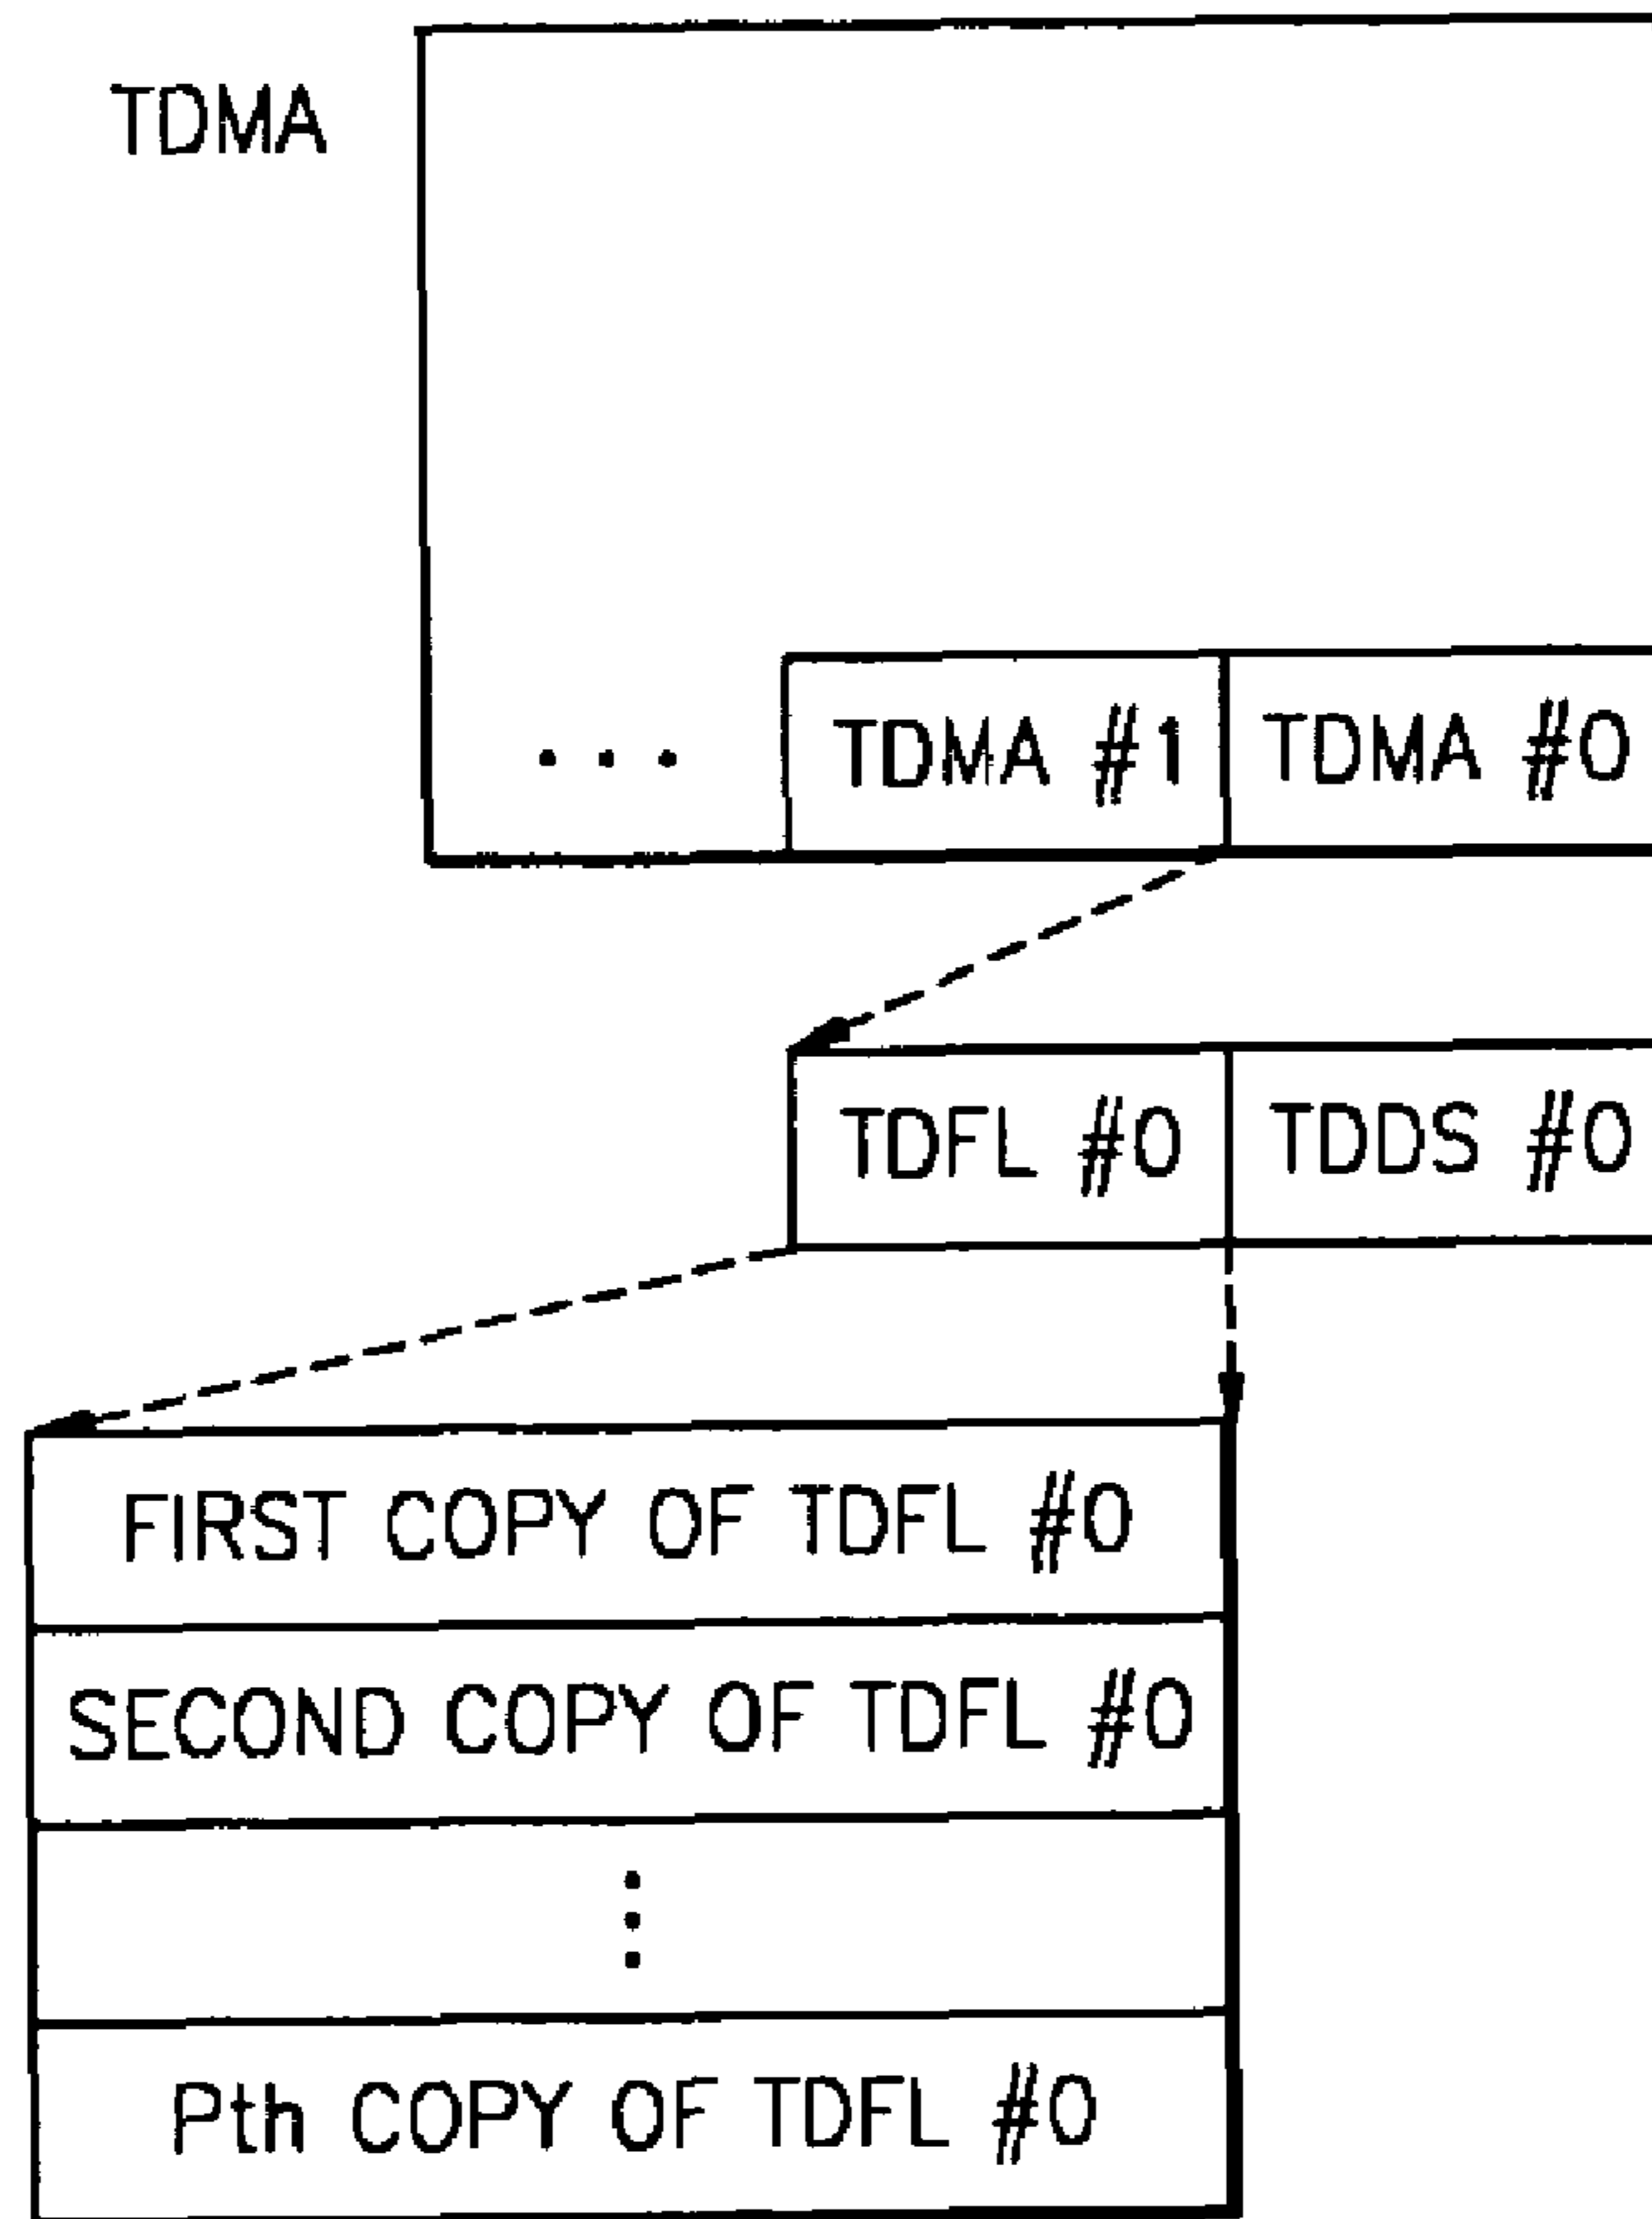 TDMA
... TDMA #1 TDMA #0
TDFL #0 TDDS #0
FIRST COPY OF TDFL #0
SECOND COPY OF TDFL #0
⋮
Pth COPY OF TDFL #0